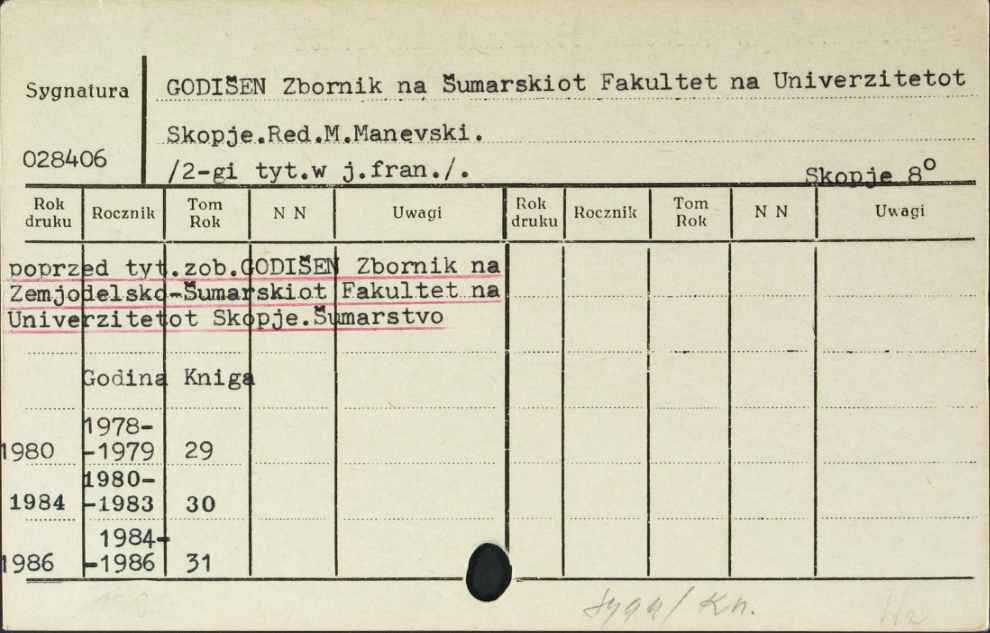 Sygnatura
GODIŠEN Zbornik na Šumarskiot Fakultet na Univerzitetot
Skopje.Red.M.Manevski.
028406
/2-gi tyt.w j.fran./.
Skopje 8º
Rok druku Rocznik Tom Rok N N Uwagi Rok druku Rocznik Tom Rok N N Uwagi
poprzed tyt.zob.GODIŠEN Zbornik na
Zemjodelsko-Šumarskiot Fakultet na
Univerzitetot Skopje.Šumarstvo
Godina Kniga
1978-
1980 -1979 29
1980-
1984 -1983 30
1984-
1986 -1986 31